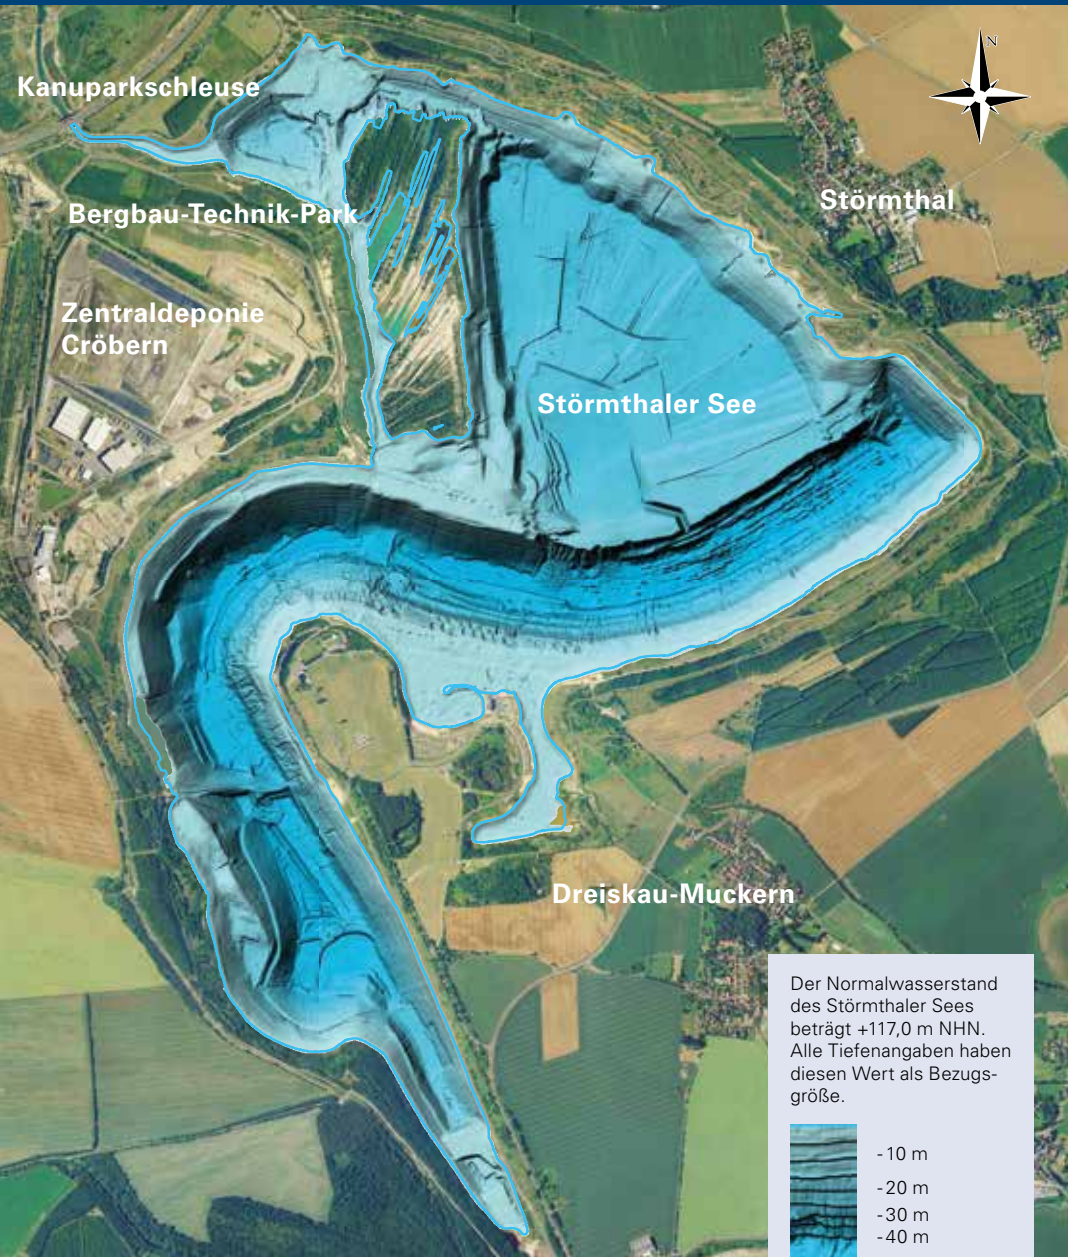 N
Kanuparkschleuse
Störmthal
Bergbau-Technik-Park
Zentraldeponie
Cröbern
Störmthaler See
Dreiskau-Muckern
Der Normalwasserstand
des Störmthaler Sees
beträgt +117,0 m NHN.
Alle Tiefenangaben haben
diesen Wert als Bezugs-
größe.
-10 m
-20 m
-30 m
-40 m